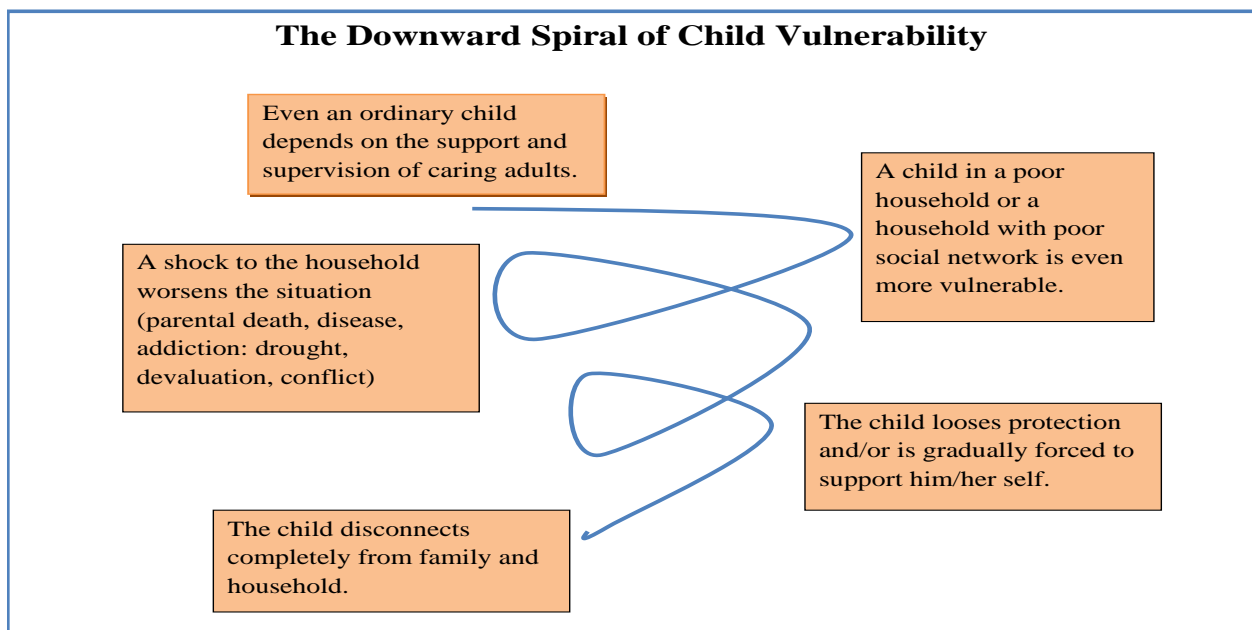 The Downward Spiral of Child Vulnerability
Even an ordinary child
depends on the support and
supervision of caring adults.
A child in a poor
household or a
household with poor
social network is even
more vulnerable.
A shock to the household
worsens the situation
(parental death, disease,
addiction: drought,
devaluation, conflict)
The child looses protection
and/or is gradually forced to
support him/her self.
The child disconnects
completely from family and
household.